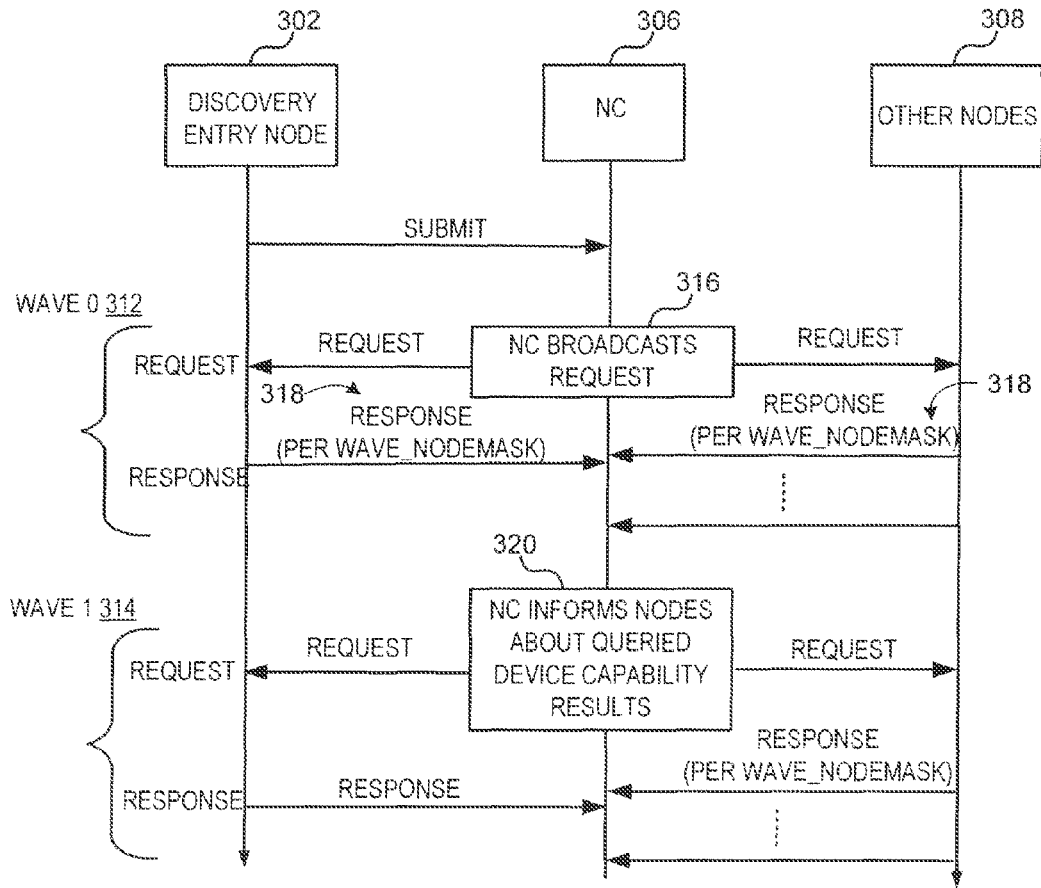 302
306
308
DISCOVERY
ENTRY NODE
NC
OTHER NODES
SUBMIT
WAVE 0 312
316
REQUEST
REQUEST
NC BROADCASTS
REQUEST
REQUEST
318
RESPONSE
(PER WAVE_NODEMASK)
RESPONSE
(PER WAVE_NODEMASK)
318
RESPONSE
320
WAVE 1 314
NC INFORMS NODES
ABOUT QUERIED
DEVICE CAPABILITY
RESULTS
REQUEST
REQUEST
REQUEST
RESPONSE
(PER WAVE_NODEMASK)
RESPONSE
RESPONSE